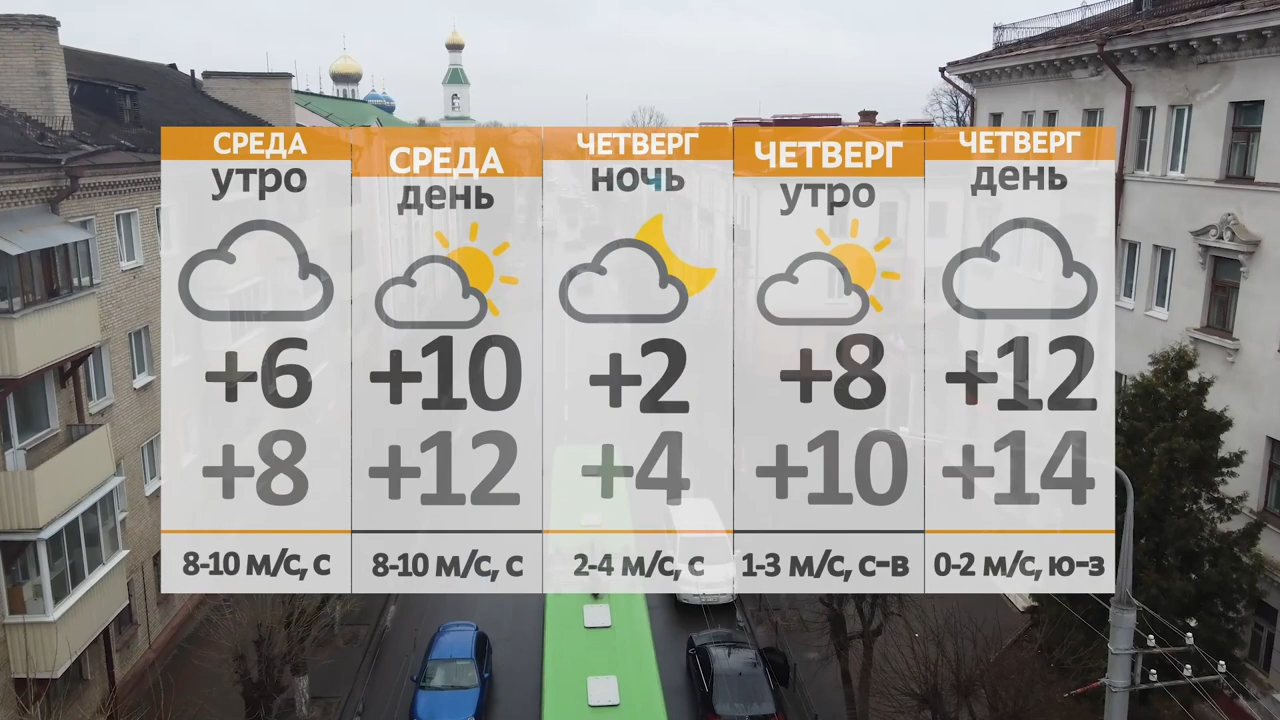 СРЕДА
утро
+6
+8
8-10 м/с, с
СРЕДА
день
+10
+12
8-10 м/с, с
ЧЕТВЕРГ
ночь
+2
+4
2-4 м/с, с
ЧЕТВЕРГ
утро
+8
+10
1-3 м/с, с-в
ЧЕТВЕРГ
день
+12
+14
0-2 м/с, ю-з